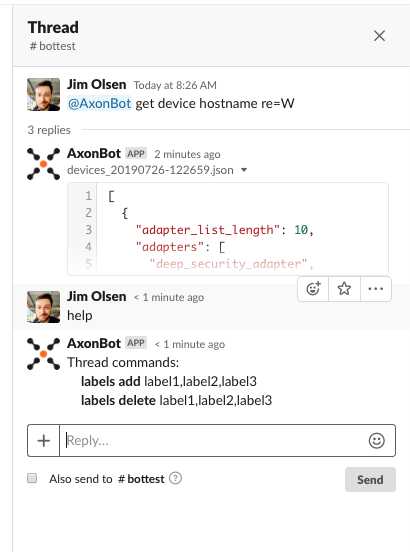 Thread
# bottest
Jim Olsen Today at 8:26 AM
@AxonBot get device hostname re=W
3 replies
AxonBot APP 2 minutes ago
devices_20190726-122659.json
1 [
2 {
3 "adapter_list_length": 10,
4 "adapters": [
5 "deep_security_adapter",
Jim Olsen < 1 minute ago
help
AxonBot APP < 1 minute ago
Thread commands:
labels add label1,label2,label3
labels delete label1,label2,label3
Reply...
Also send to # bottest ?
Send